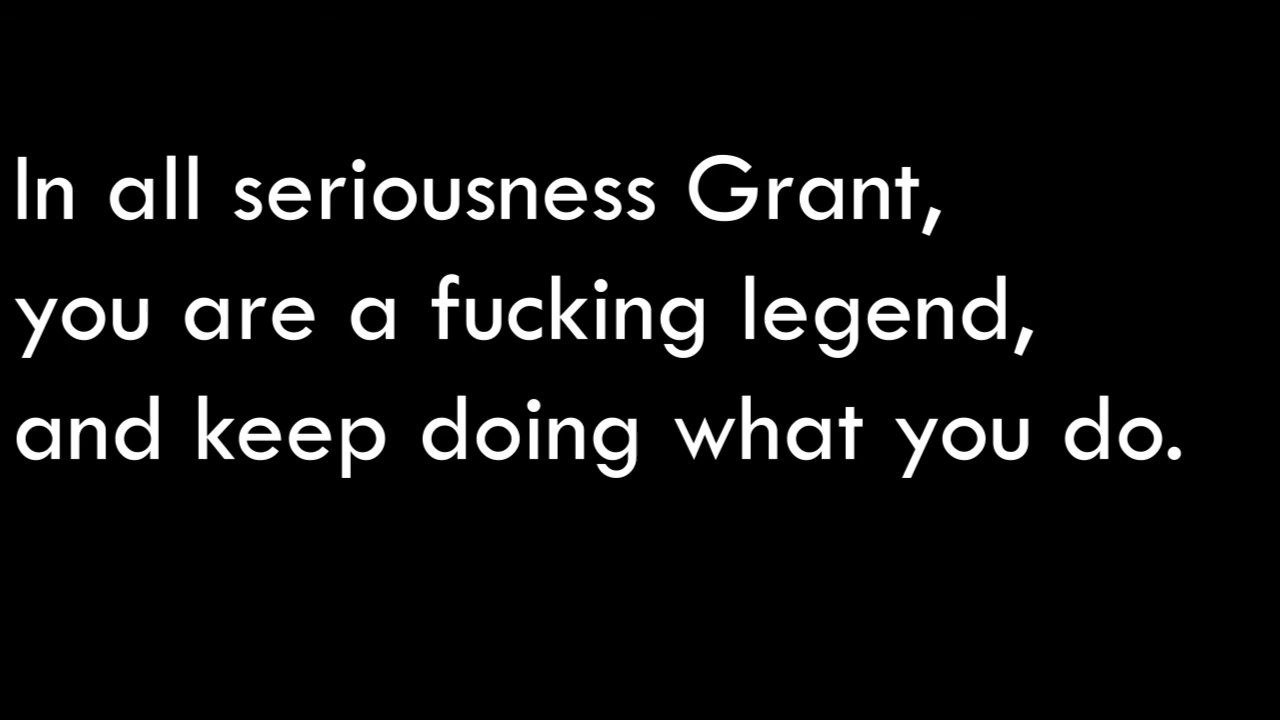 In all seriousness Grant,
you are a fucking legend,
and keep doing what you do.